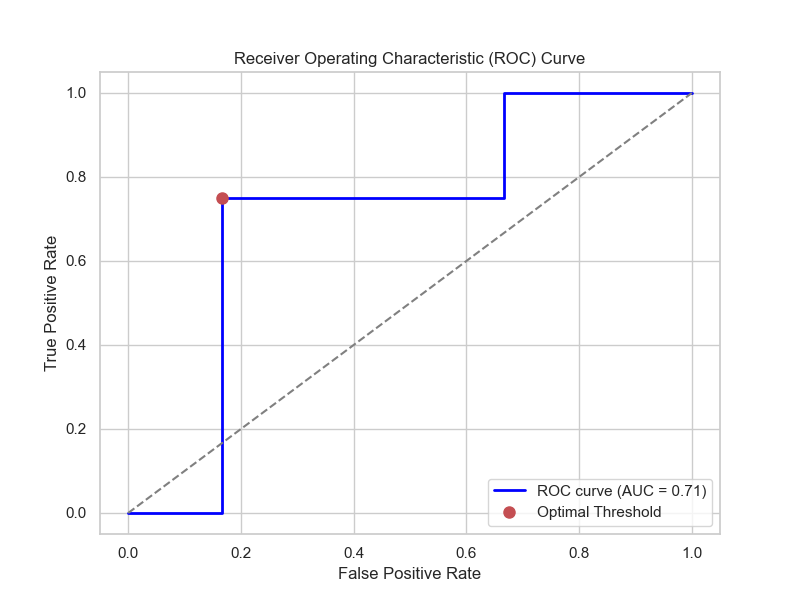 Receiver Operating Characteristic (ROC) Curve
True Positive Rate
1.0
0.8
0.6
0.4
0.2
0.0
ROC curve (AUC = 0.71)
Optimal Threshold
0.0 0.2 0.4 0.6 0.8 1.0
False Positive Rate